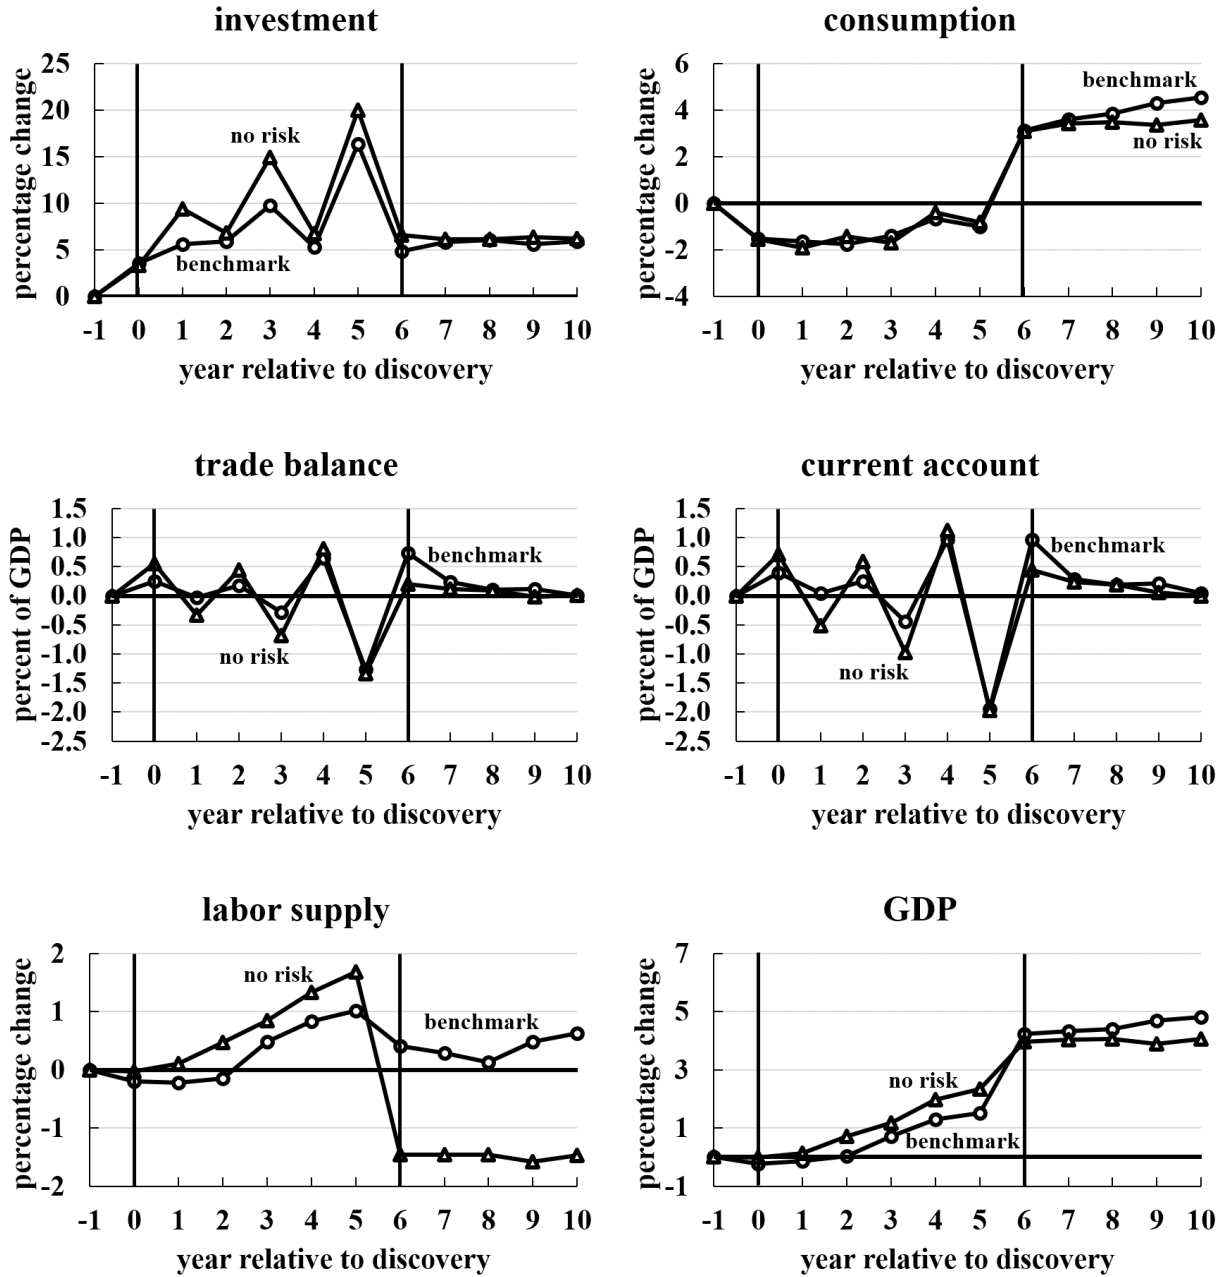 investment
percentage change
25
20
15
10
5
0
no risk
benchmark
-1 0 1 2 3 4 5 6 7 8 9 10
year relative to discovery
consumption
percentage change
6
4
2
0
-2
-4
benchmark
no risk
-1 0 1 2 3 4 5 6 7 8 9 10
year relative to discovery
trade balance
percent of GDP
1.5
1.0
0.5
0.0
-0.5
-1.0
-1.5
-2.0
-2.5
benchmark
no risk
-1 0 1 2 3 4 5 6 7 8 9 10
year relative to discovery
current account
percent of GDP
1.5
1.0
0.5
0.0
-0.5
-1.0
-1.5
-2.0
-2.5
benchmark
no risk
-1 0 1 2 3 4 5 6 7 8 9 10
year relative to discovery
labor supply
percentage change
2
1
0
-1
-2
no risk
benchmark
-1 0 1 2 3 4 5 6 7 8 9 10
year relative to discovery
GDP
percentage change
7
5
3
1
-1
no risk
benchmark
-1 0 1 2 3 4 5 6 7 8 9 10
year relative to discovery